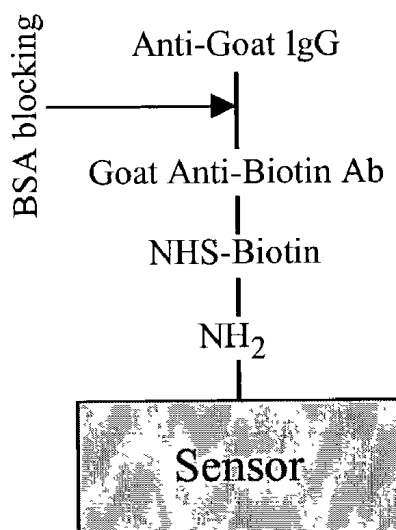 Anti-Goat IgG
BSA blocking
Goat Anti-Biotin Ab
NHS-Biotin
NH2
Sensor